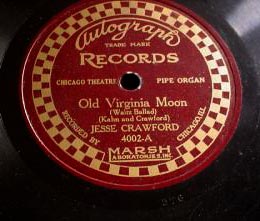 Autograph
TRADE MARK
RECORDS
CHICAGO THEATRE PIPE ORGAN
Old Virginia Moon
(Waltz Ballad)
(Kahn and Crawford)
JESSE CRAWFORD
4002-A
RECORDED BY
MARSH
LABORATORIES, INC.
CHICAGO, ILL